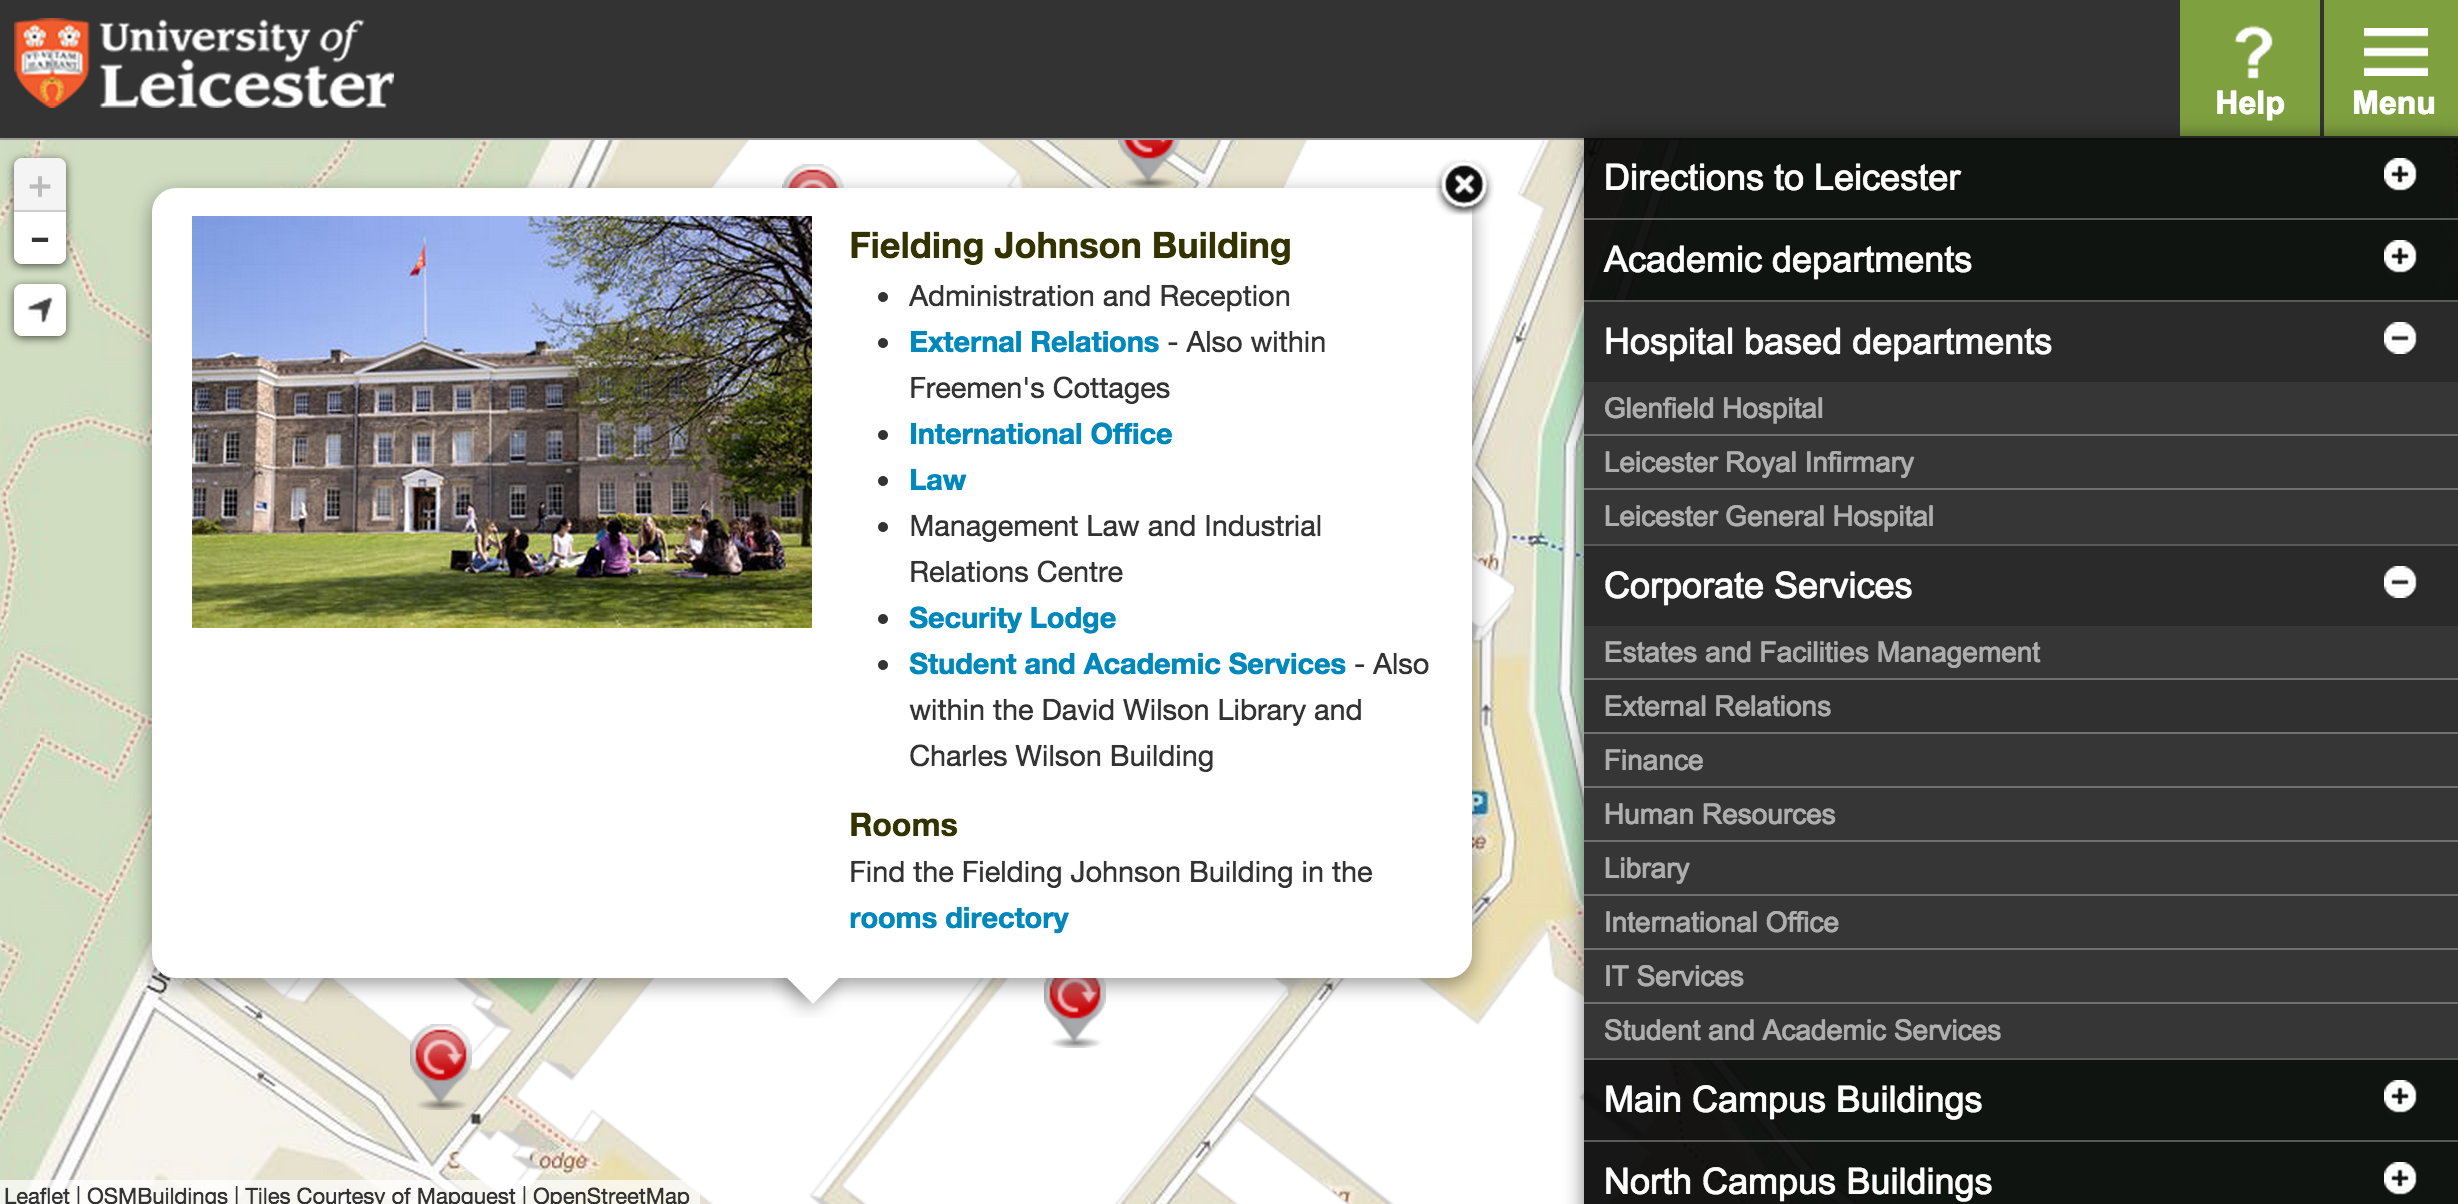 University of
Leicester
Help
Menu
Fielding Johnson Building
Administration and Reception
External Relations - Also within
Freemen's Cottages
International Office
Law
Management Law and Industrial
Relations Centre
Security Lodge
Student and Academic Services - Also
within the David Wilson Library and
Charles Wilson Building
Rooms
Find the Fielding Johnson Building in the
rooms directory
Directions to Leicester
Academic departments
Hospital based departments
Glenfield Hospital
Leicester Royal Infirmary
Leicester General Hospital
Corporate Services
Estates and Facilities Management
External Relations
Finance
Human Resources
Library
International Office
IT Services
Student and Academic Services
Main Campus Buildings
North Campus Buildings
P
Leaflet | OSMBuildings | Tiles Courtesy of Mapquest | OpenStreetMap